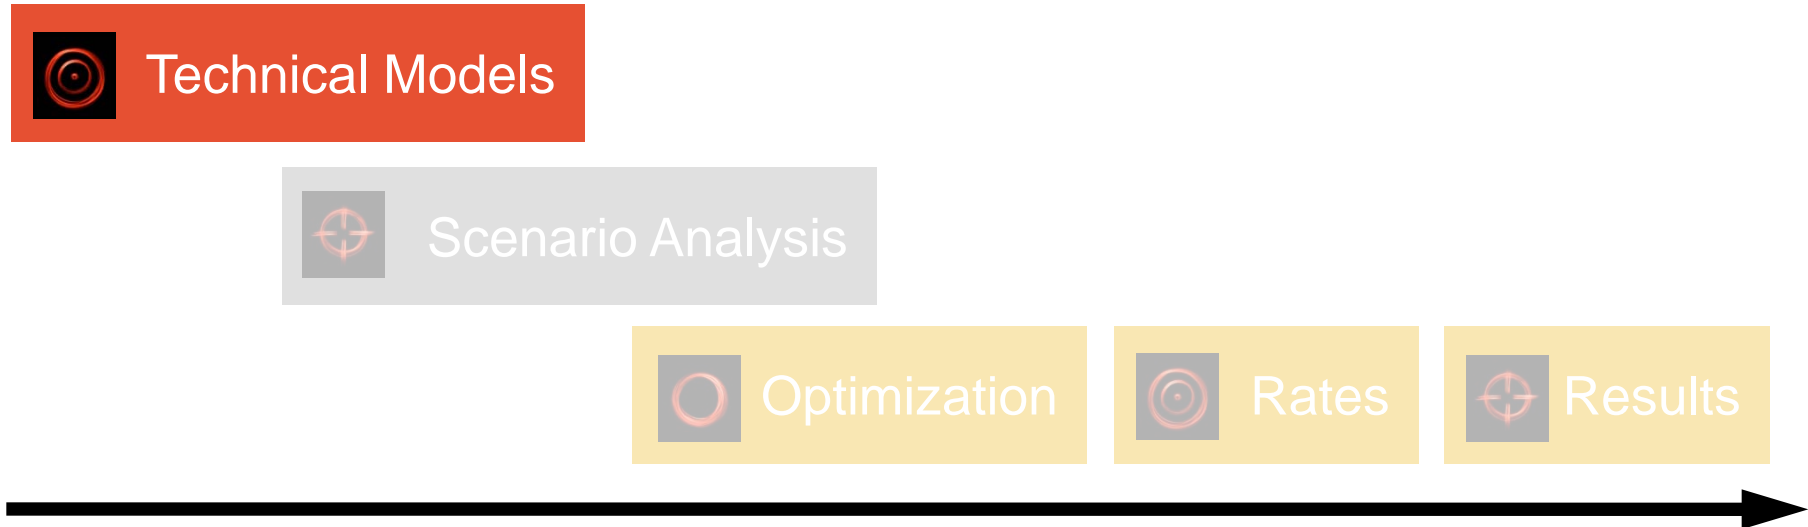 Technical Models
Scenario Analysis
Optimization
Rates
Results